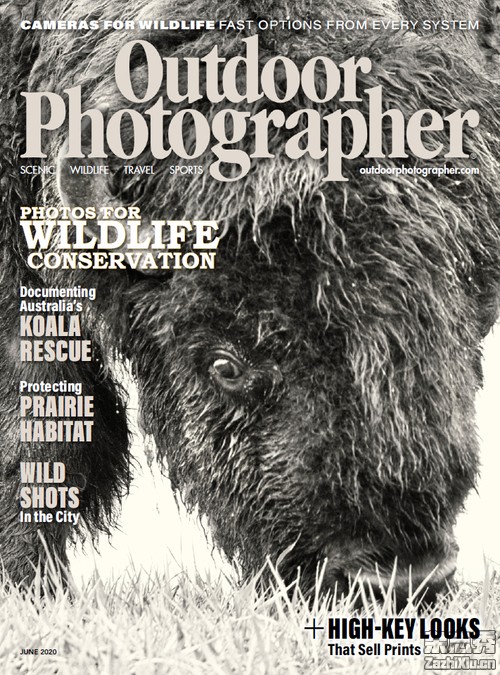 CAMERAS FOR WILDLIFE FAST OPTIONS FROM EVERY SYSTEM
Outdoor
Photographer®
SCENIC WILDLIFE TRAVEL SPORTS outdoorphotographer.com
PHOTOS FOR
WILDLIFE
CONSERVATION
Documenting
Australia's
KOALA
RESCUE
Protecting
PRAIRIE
HABITAT
WILD
SHOTS
In the City
+ HIGH-KEY LOOKS
That Sell Prints
JUNE 2020
ZazhiXiu.cn